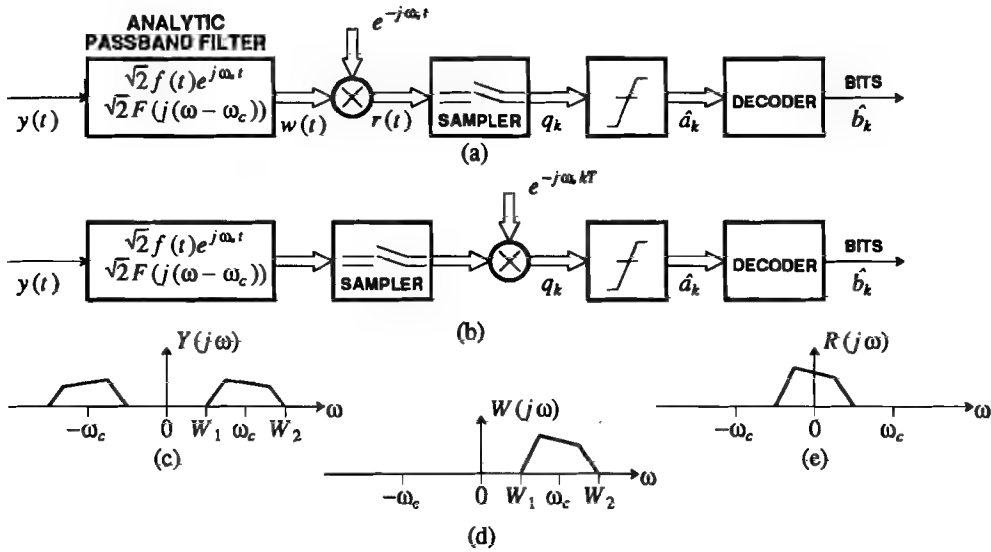 ANALYTIC
PASSBAND FILTER
e^{-jω_c t}
√2 f(t)e^{jω_c t}
√2 F(j(ω − ω_c))
y(t)
w(t)
r(t)
SAMPLER
q_k
â_k
DECODER
BITS
b̂_k
(a)
e^{-jω_c kT}
√2 f(t)e^{jω_c t}
√2 F(j(ω − ω_c))
y(t)
SAMPLER
q_k
â_k
DECODER
BITS
b̂_k
(b)
Y(jω)
−ω_c 0 W_1 ω_c W_2 ω
(c)
W(jω)
−ω_c 0 W_1 ω_c W_2 ω
(d)
R(jω)
−ω_c 0 ω_c ω
(e)